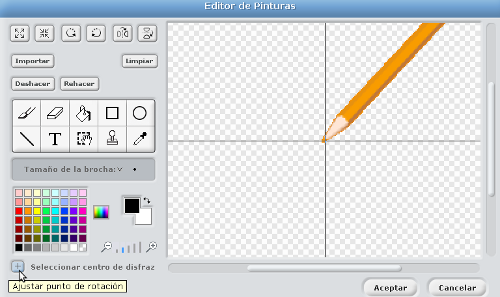 Editor de Pinturas
Importar
Limpiar
Deshacer
Rehacer
T
Tamaño de la brocha:
Seleccionar centro de disfraz
Ajustar punto de rotación
Aceptar
Cancelar